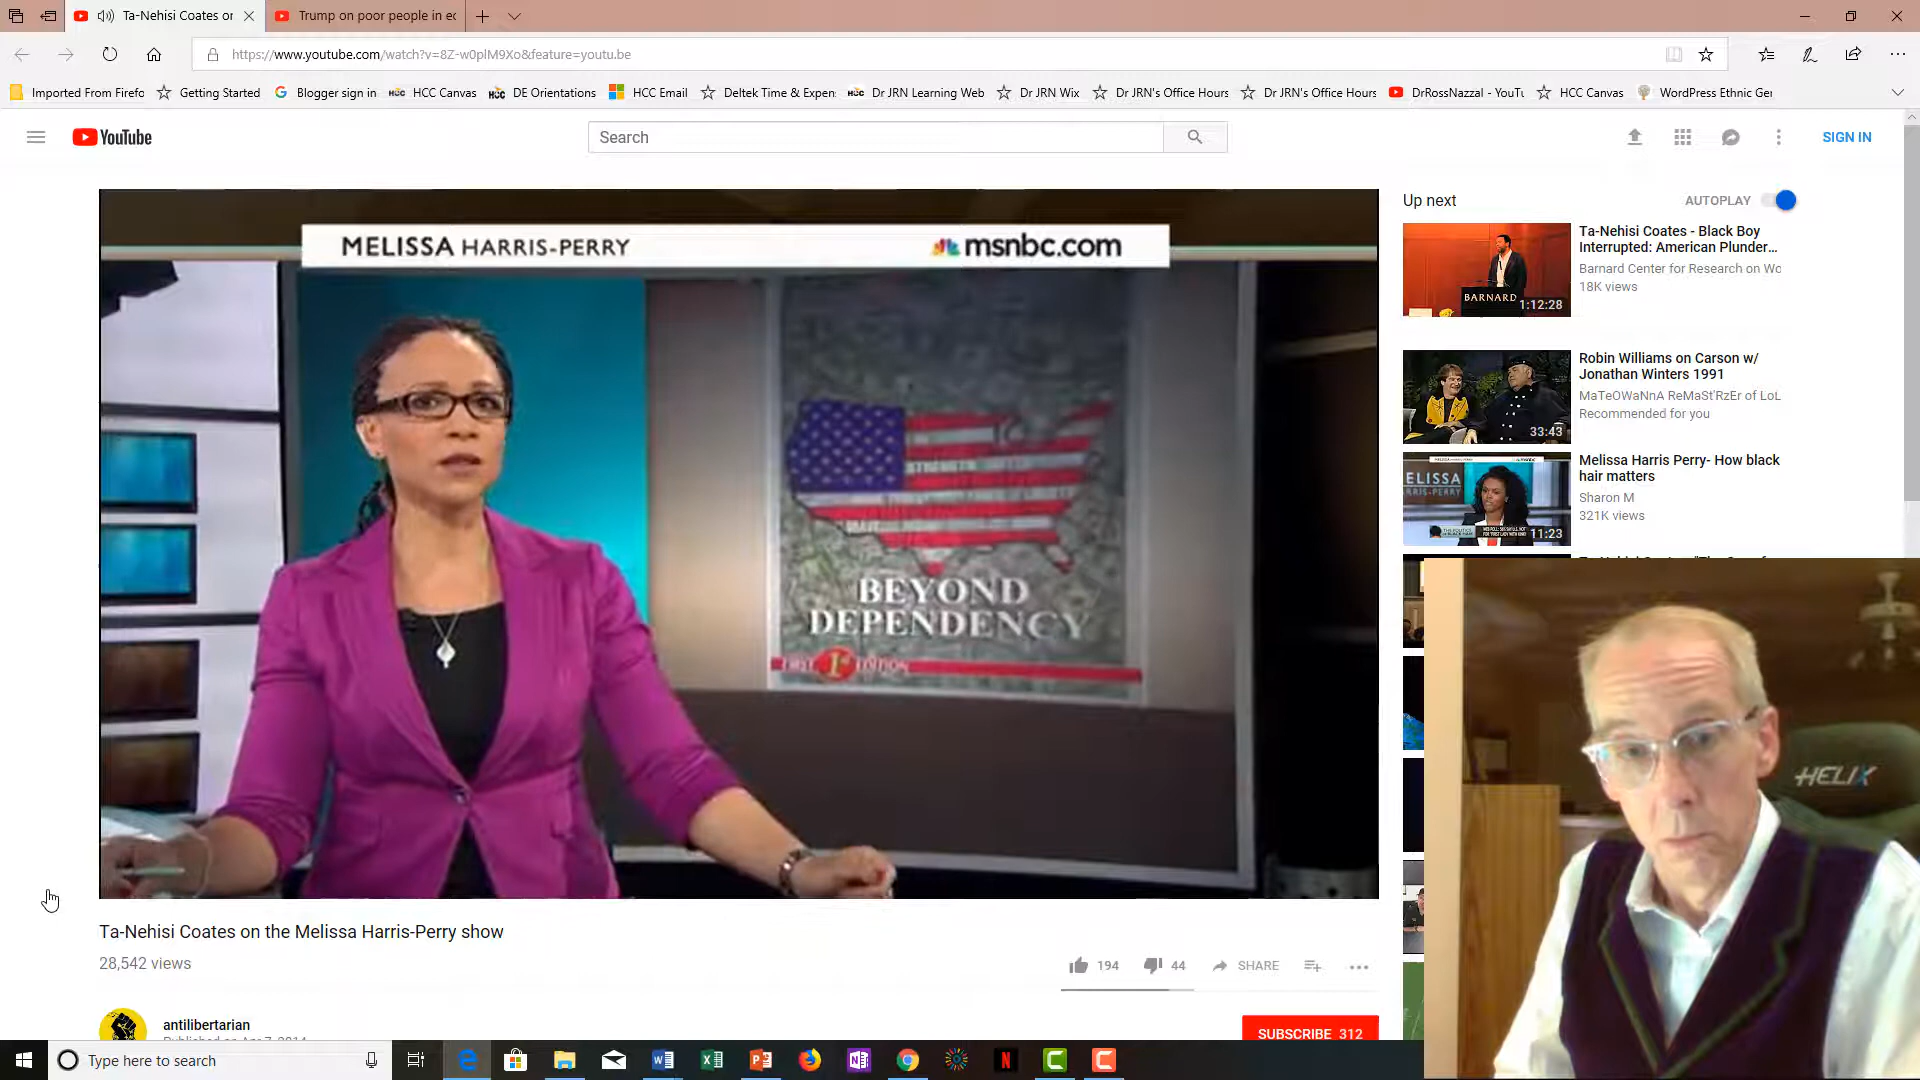 Ta-Nehisi Coates or
Trump on poor people in ec
https://www.youtube.com/watch?v=8Z-w0plM9Xo&feature=youtu.be
Imported From Firefo
Getting Started
Blogger sign in
HCC Canvas
DE Orientations
HCC Email
Deltek Time & Expen
Dr JRN Learning Web
Dr JRN Wix
Dr JRN's Office Hours
Dr JRN's Office Hours
DrRossNazzal - YouTu
HCC Canvas
WordPress Ethnic Ger
YouTube
Search
SIGN IN
MELISSA HARRIS-PERRY
msnbc.com
STRENGTH
BEYOND
DEPENDENCY
FIRST 1st EDITION
Up next
AUTOPLAY
BARNARD
1:12:28
Ta-Nehisi Coates - Black Boy
Interrupted: American Plunder...
Barnard Center for Research on Wo
18K views
33:43
Robin Williams on Carson w/
Jonathan Winters 1991
MaTeOWaNnA ReMaSt'RzEr of LoL
Recommended for you
11:23
Melissa Harris Perry- How black
hair matters
Sharon M
321K views
HELIX
Ta-Nehisi Coates on the Melissa Harris-Perry show
28,542 views
194
44
SHARE
antilibertarian
SUBSCRIBE 312
Type here to search